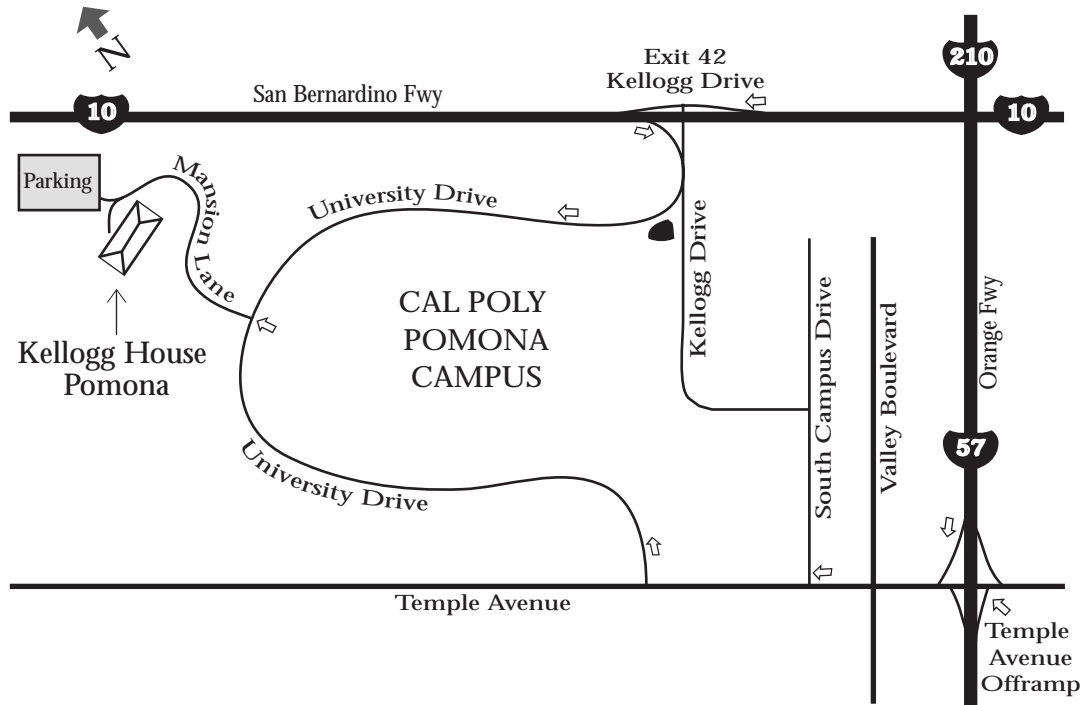 N
Exit 42
Kellogg Drive
210
San Bernardino Fwy
10
10
Parking
Mansion Lane
University Drive
Kellogg Drive
CAL POLY
POMONA
CAMPUS
Kellogg House
Pomona
South Campus Drive
Valley Boulevard
Orange Fwy
57
University Drive
Temple Avenue
Temple
Avenue
Offramp